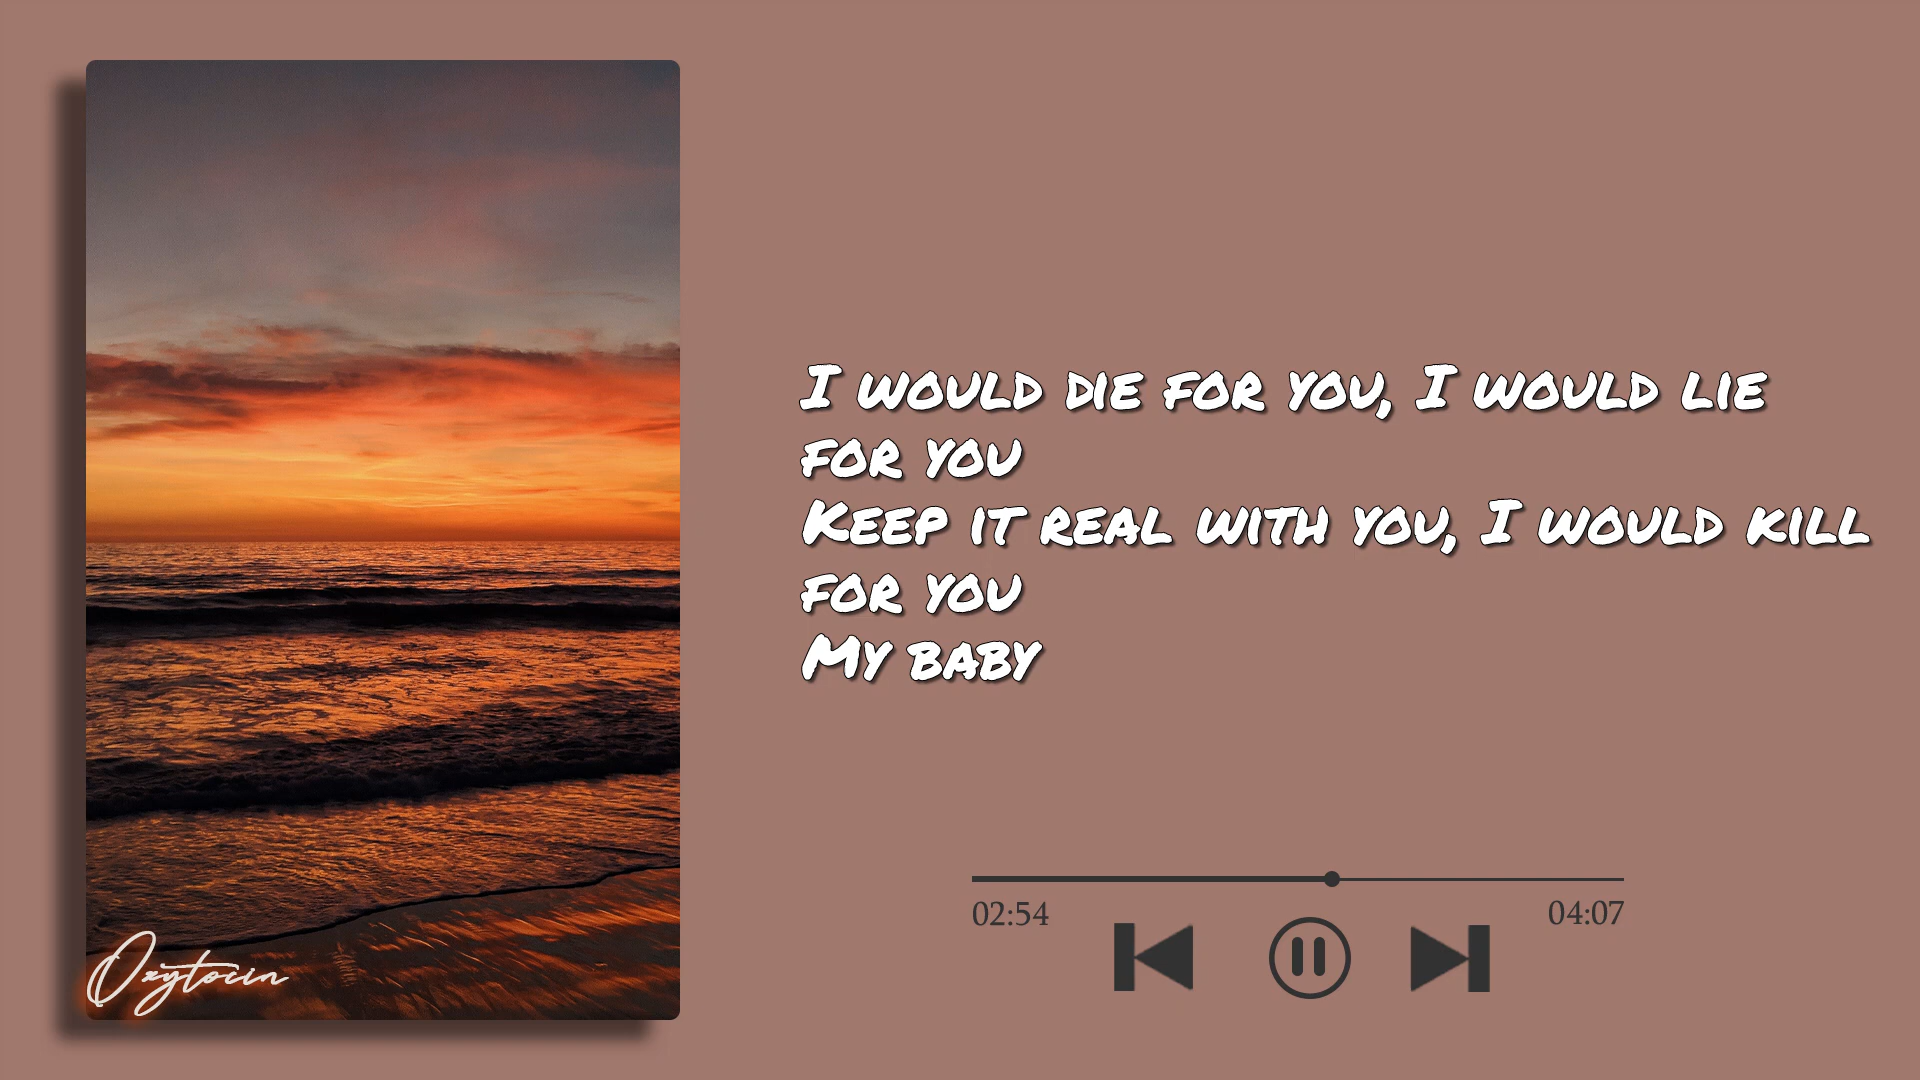 I would die for you, I would lie
for you
Keep it real with you, I would kill
for you
My baby
02:54
04:07
Oxytocin